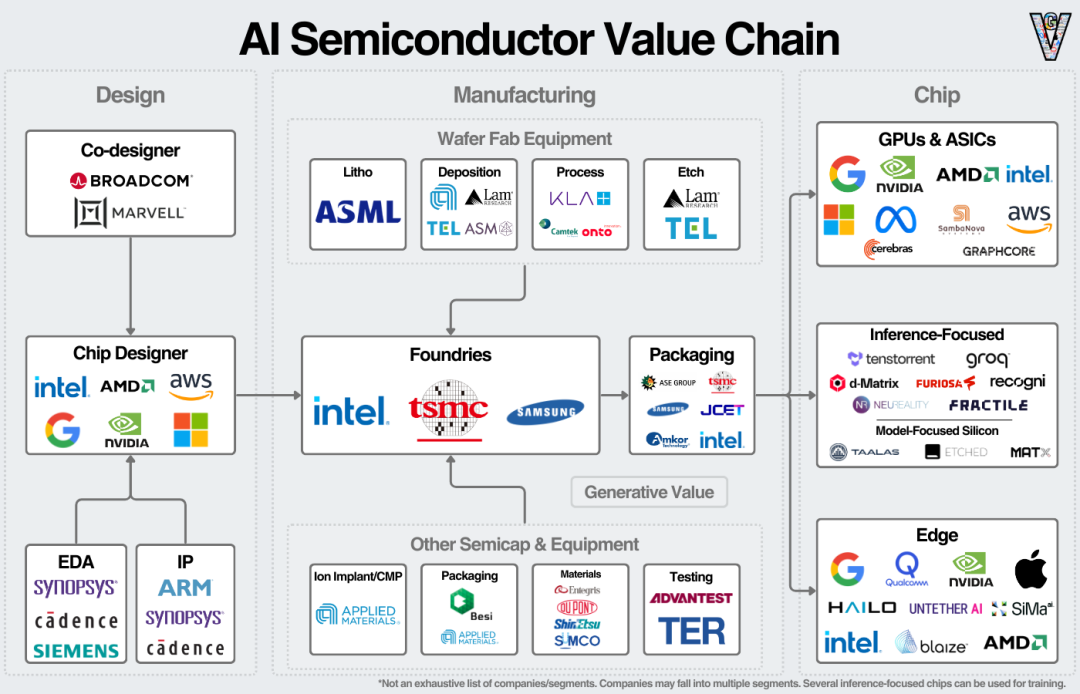 AI Semiconductor Value Chain
Design
Co-designer
BROADCOM
MARVELL
Chip Designer
intel.
AMD
aws
NVIDIA
EDA
SYNOPSYS
cādence
SIEMENS
IP
ARM
SYNOPSYS
cādence
Manufacturing
Wafer Fab Equipment
Litho
ASML
Deposition
Lam
RESEARCH
TEL ASM
Process
KLA
Camtek onto
Etch
Lam
RESEARCH
TEL
Foundries
intel.
tsmc
SAMSUNG
Packaging
ASE GROUP
tsmc
SAMSUNG
JCET
Amkor
Technology
intel.
Generative Value
Other Semicap & Equipment
Ion Implant/CMP
APPLIED
MATERIALS
Packaging
Besi
APPLIED
MATERIALS
Materials
Entegris
DUPONT
ShinEtsu
Testing
ADVANTEST
TER
Chip
GPUs & ASICs
G
NVIDIA
AMD
intel.
SambaNova
SYSTEMS
aws
cerebras
GRAPHCORE
Inference-Focused
tenstorrent
groq
d-Matrix
FURIOSA
recogni
NR NEUREALITY
FRACTILE
Model-Focused Silicon
TAALAS
ETCHED
MATX
Edge
G
Qualcomm
NVIDIA
HAILO
UNTETHER AI
SiMa
intel.
blaize
AMD
*Not an exhaustive list of companies/segments. Companies may fall into multiple segments. Several inference-focused chips can be used for training.